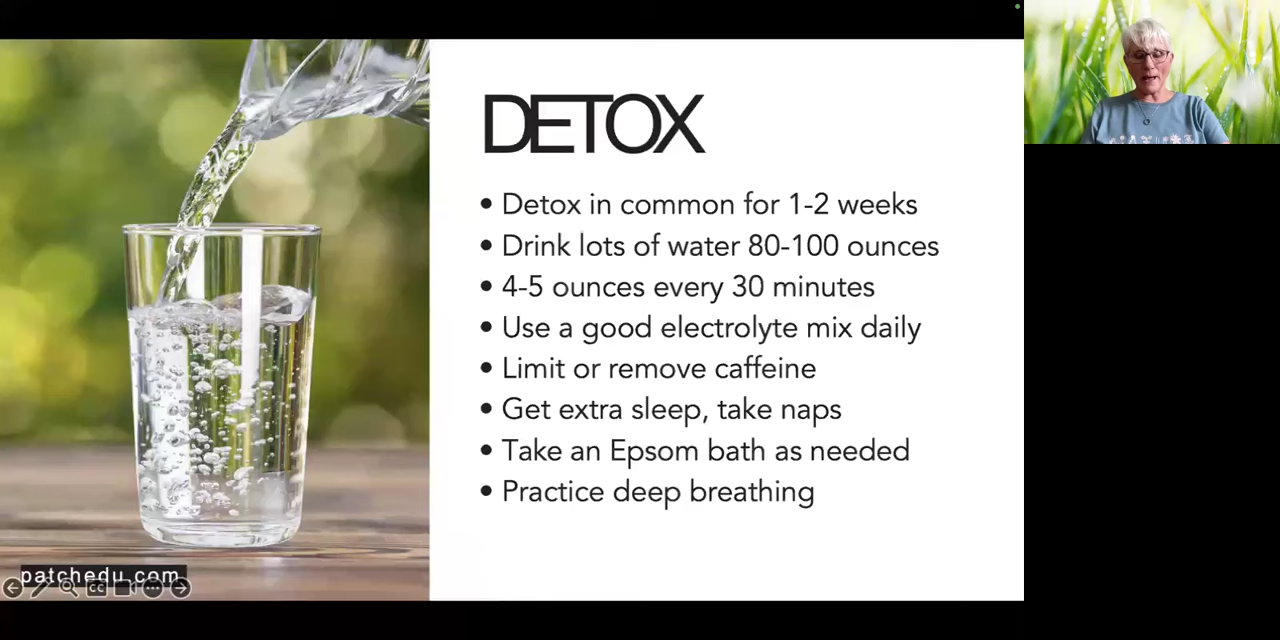 DETOX
• Detox in common for 1-2 weeks
• Drink lots of water 80-100 ounces
• 4-5 ounces every 30 minutes
• Use a good electrolyte mix daily
• Limit or remove caffeine
• Get extra sleep, take naps
• Take an Epsom bath as needed
• Practice deep breathing
patchedu.com
CC